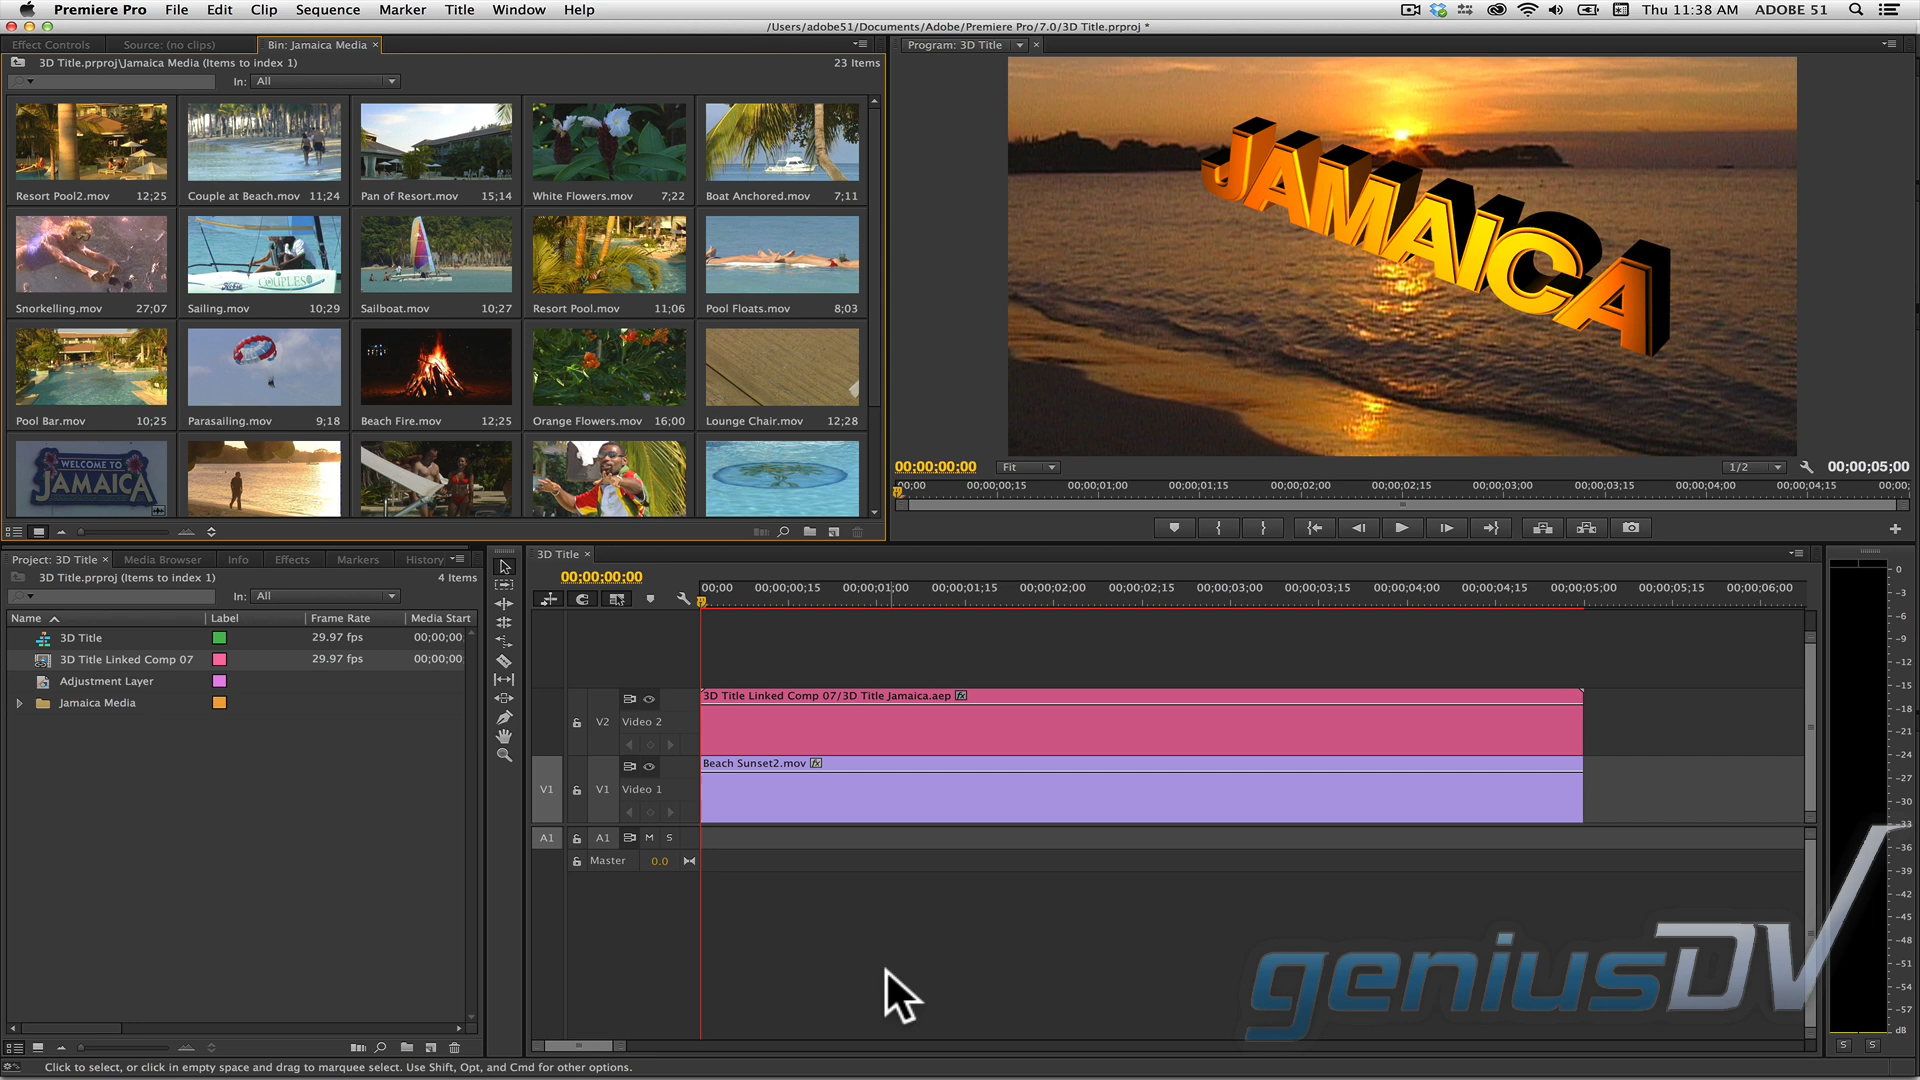 Premiere Pro File Edit Clip Sequence Marker Title Window Help Thu 11:38 AM ADOBE 51
/Users/adobe51/Documents/Adobe/Premiere Pro/7.0/3D Title.prproj *
Effect Controls Source: (no clips) Bin: Jamaica Media × Program: 3D Title ×
3D Title.prproj\Jamaica Media (Items to index 1) 23 Items
In: All
JAMAICA
Resort Pool2.mov 12;25 Couple at Beach.mov 11;24 Pan of Resort.mov 15;14 White Flowers.mov 7;22 Boat Anchored.mov 7;11
COUPLES
Snorkelling.mov 27;07 Sailing.mov 10;29 Sailboat.mov 10;27 Resort Pool.mov 11;06 Pool Floats.mov 8;03
Pool Bar.mov 10;25 Parasailing.mov 9;18 Beach Fire.mov 12;25 Orange Flowers.mov 16;00 Lounge Chair.mov 12;28
WELCOME TO
JAMAICA
00;00;00;00 Fit 1/2 00;00;05;00
00;00 00;00;00;15 00;00;01;00 00;00;01;15 00;00;02;00 00;00;02;15 00;00;03;00 00;00;03;15 00;00;04;00 00;00;04;15 00;00;
Project: 3D Title × Media Browser Info Effects Markers History
3D Title.prproj (Items to index 1) 4 Items
In: All
Name Label Frame Rate Media Start
3D Title 29.97 fps 00;00;00;
3D Title Linked Comp 07 29.97 fps 00;00;00;
Adjustment Layer
Jamaica Media
3D Title ×
00;00;00;00
00;00 00;00;00;15 00;00;01;00 00;00;01;15 00;00;02;00 00;00;02;15 00;00;03;00 00;00;03;15 00;00;04;00 00;00;04;15 00;00;05;00 00;00;06;00
3D Title Linked Comp 07/3D Title Jamaica.aep fx
V2 Video 2
Beach Sunset2.mov fx
V1 V1 Video 1
A1 A1 M S
Master 0.0
0
-3
-6
-9
-12
-15
-18
-21
-24
-27
-30
-33
-36
-39
-42
-45
-48
-51
-54
-57
dB
S S
geniusDV
Click to select, or click in empty space and drag to marquee select. Use Shift, Opt, and Cmd for other options.